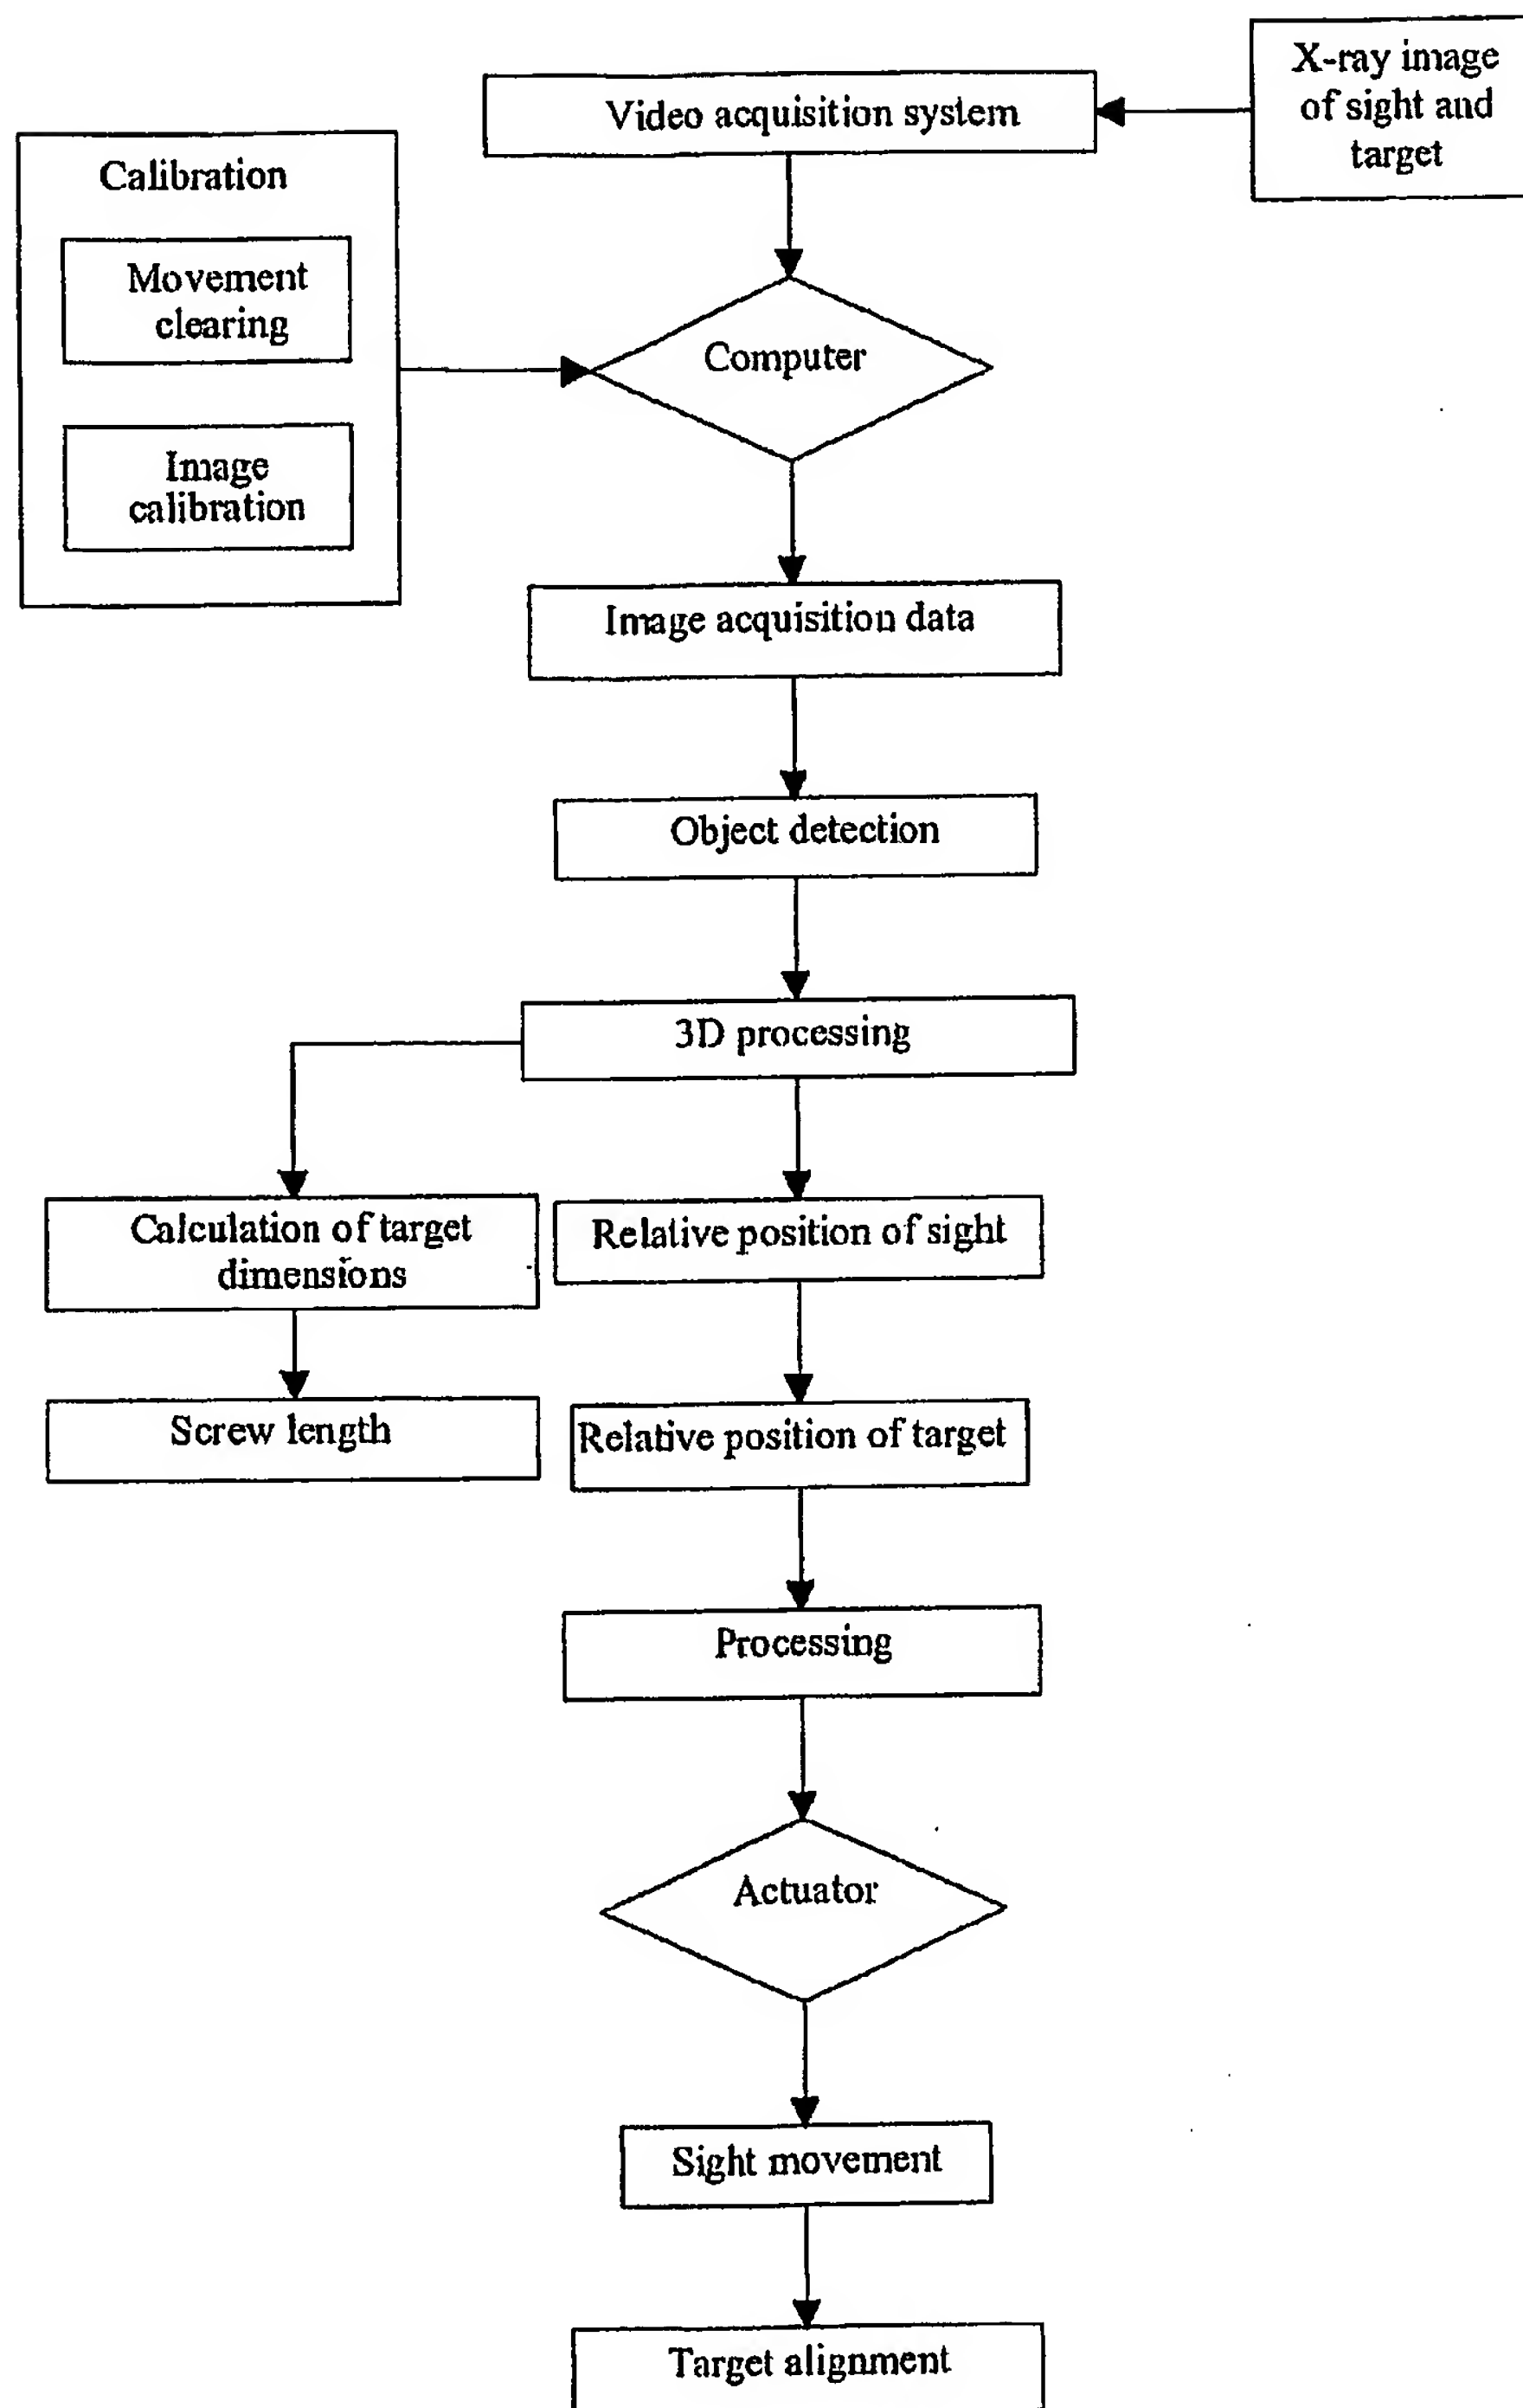 X-ray image
of sight and
target
Video acquisition system
Calibration
Movement
clearing
Image
calibration
Computer
Image acquisition data
Object detection
3D processing
Calculation of target
dimensions
Relative position of sight
Screw length
Relative position of target
Processing
Actuator
Sight movement
Target alignment